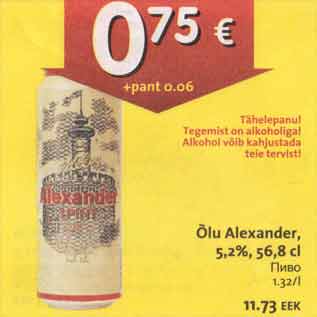 0.75 €
+pant 0.06
Tähelepanu!
Tegemist on alkoholiga!
Alkohol võib kahjustada
teie tervist!
Alexander
Õlu Alexander,
5,2%, 56,8 cl
Пиво
1.32/l
11.73 EEK